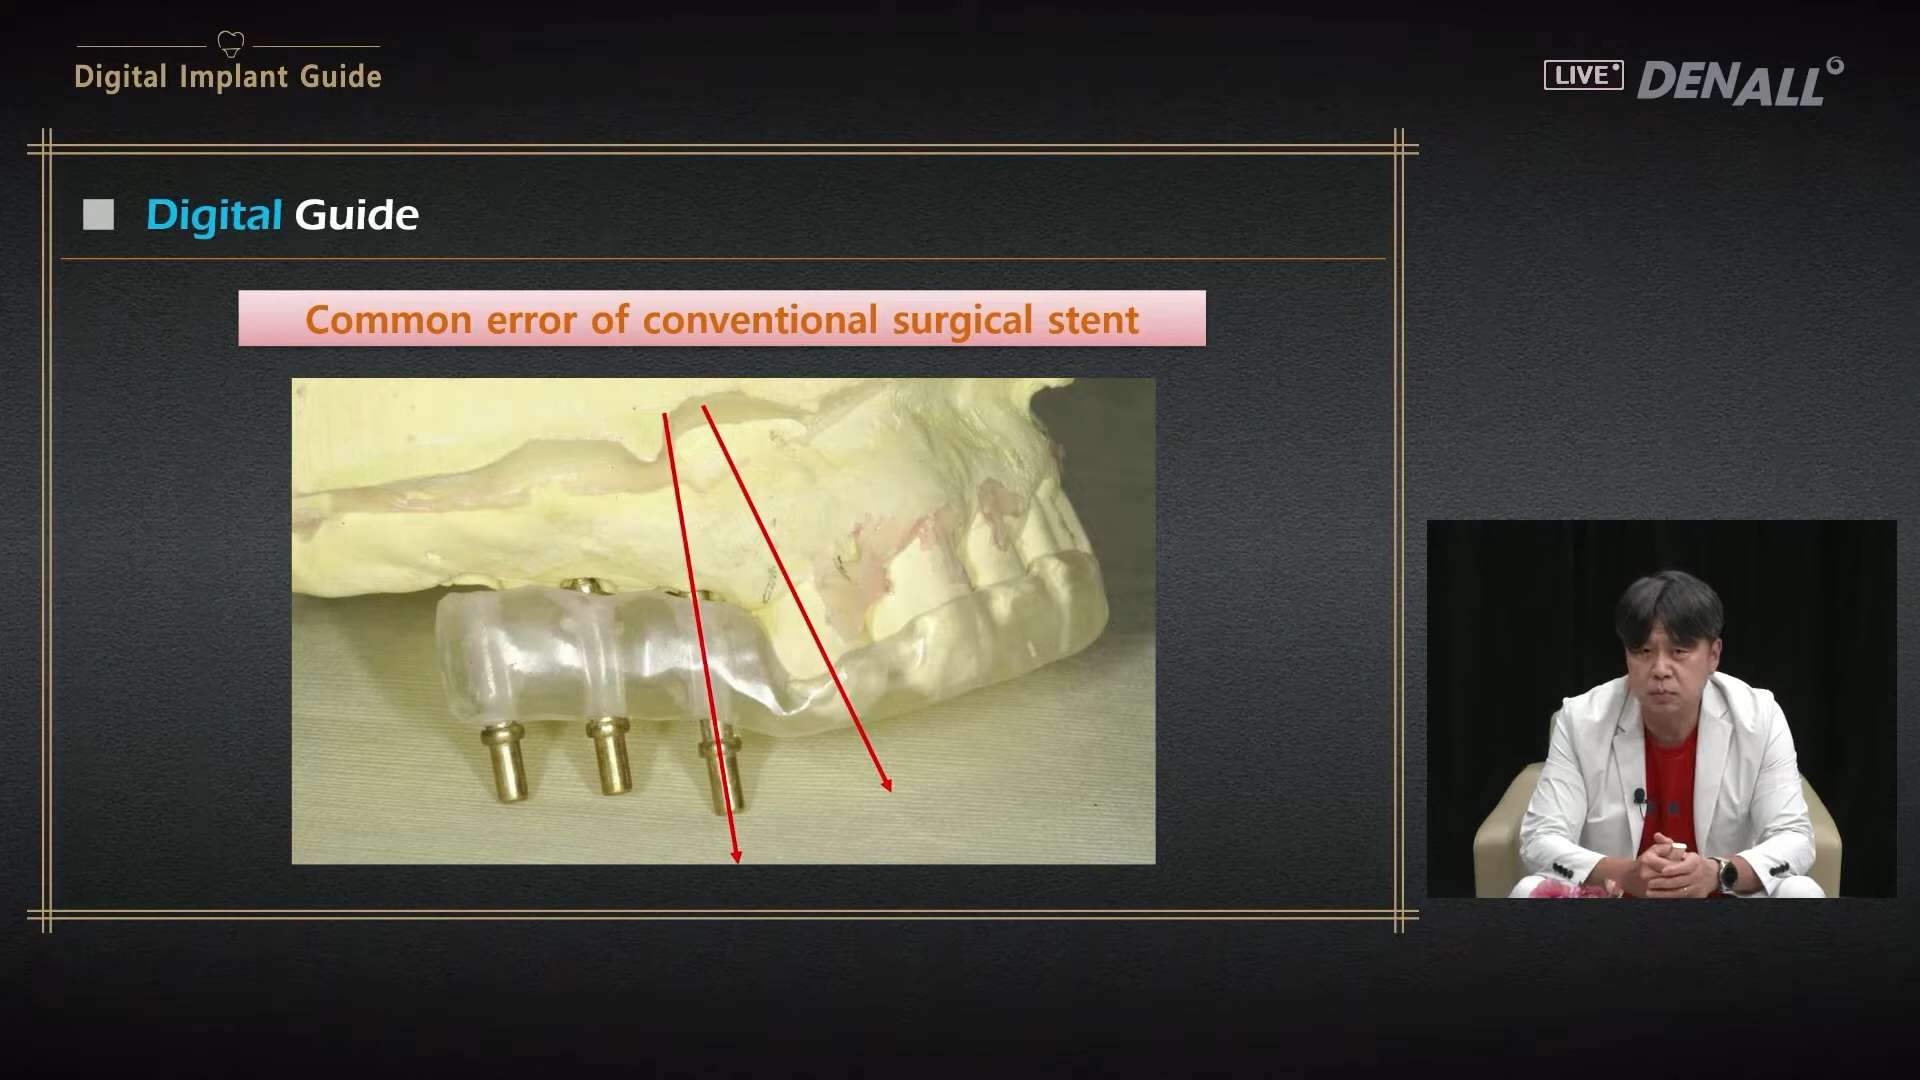 Digital Implant Guide
LIVE
DENALL
Digital Guide
Common error of conventional surgical stent